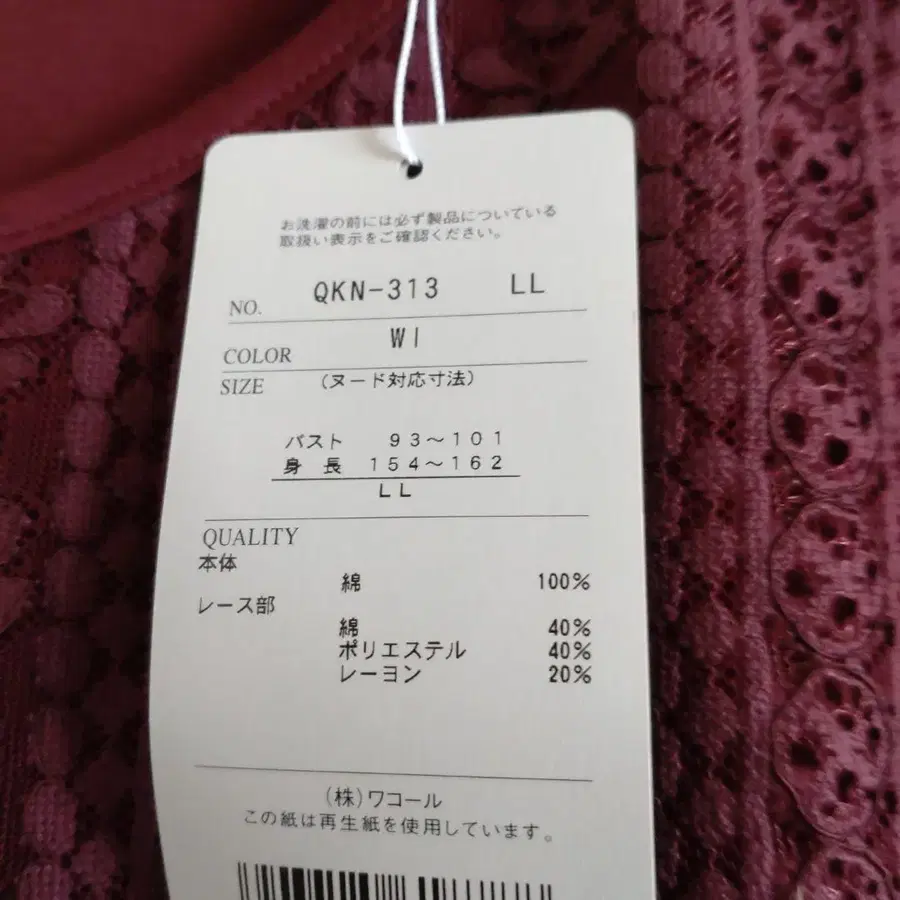 お洗濯の前には必ず製品についている
取扱い表示をご確認ください。
NO. QKN-313 LL
COLOR WI
SIZE (ヌード対応寸法)
バスト 93~101
身長 154~162
LL
QUALITY
本体
綿 100%
レース部
綿 40%
ポリエステル 40%
レーヨン 20%
(株)ワコール
この紙は再生紙を使用しています。